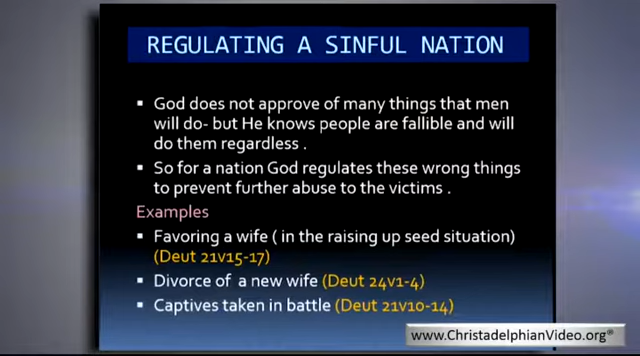 REGULATING A SINFUL NATION
▪ God does not approve of many things that men
will do- but He knows people are fallible and will
do them regardless .
▪ So for a nation God regulates these wrong things
to prevent further abuse to the victims .
Examples
▪ Favoring a wife ( in the raising up seed situation)
(Deut 21v15-17)
▪ Divorce of a new wife (Deut 24v1-4)
▪ Captives taken in battle (Deut 21v10-14)
www.ChristadelphianVideo.org®